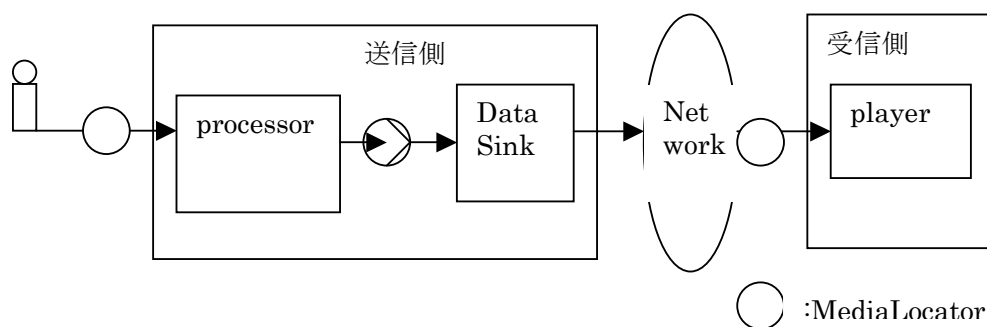 送信側
受信側
processor
Data
Sink
Net
work
player
:MediaLocator